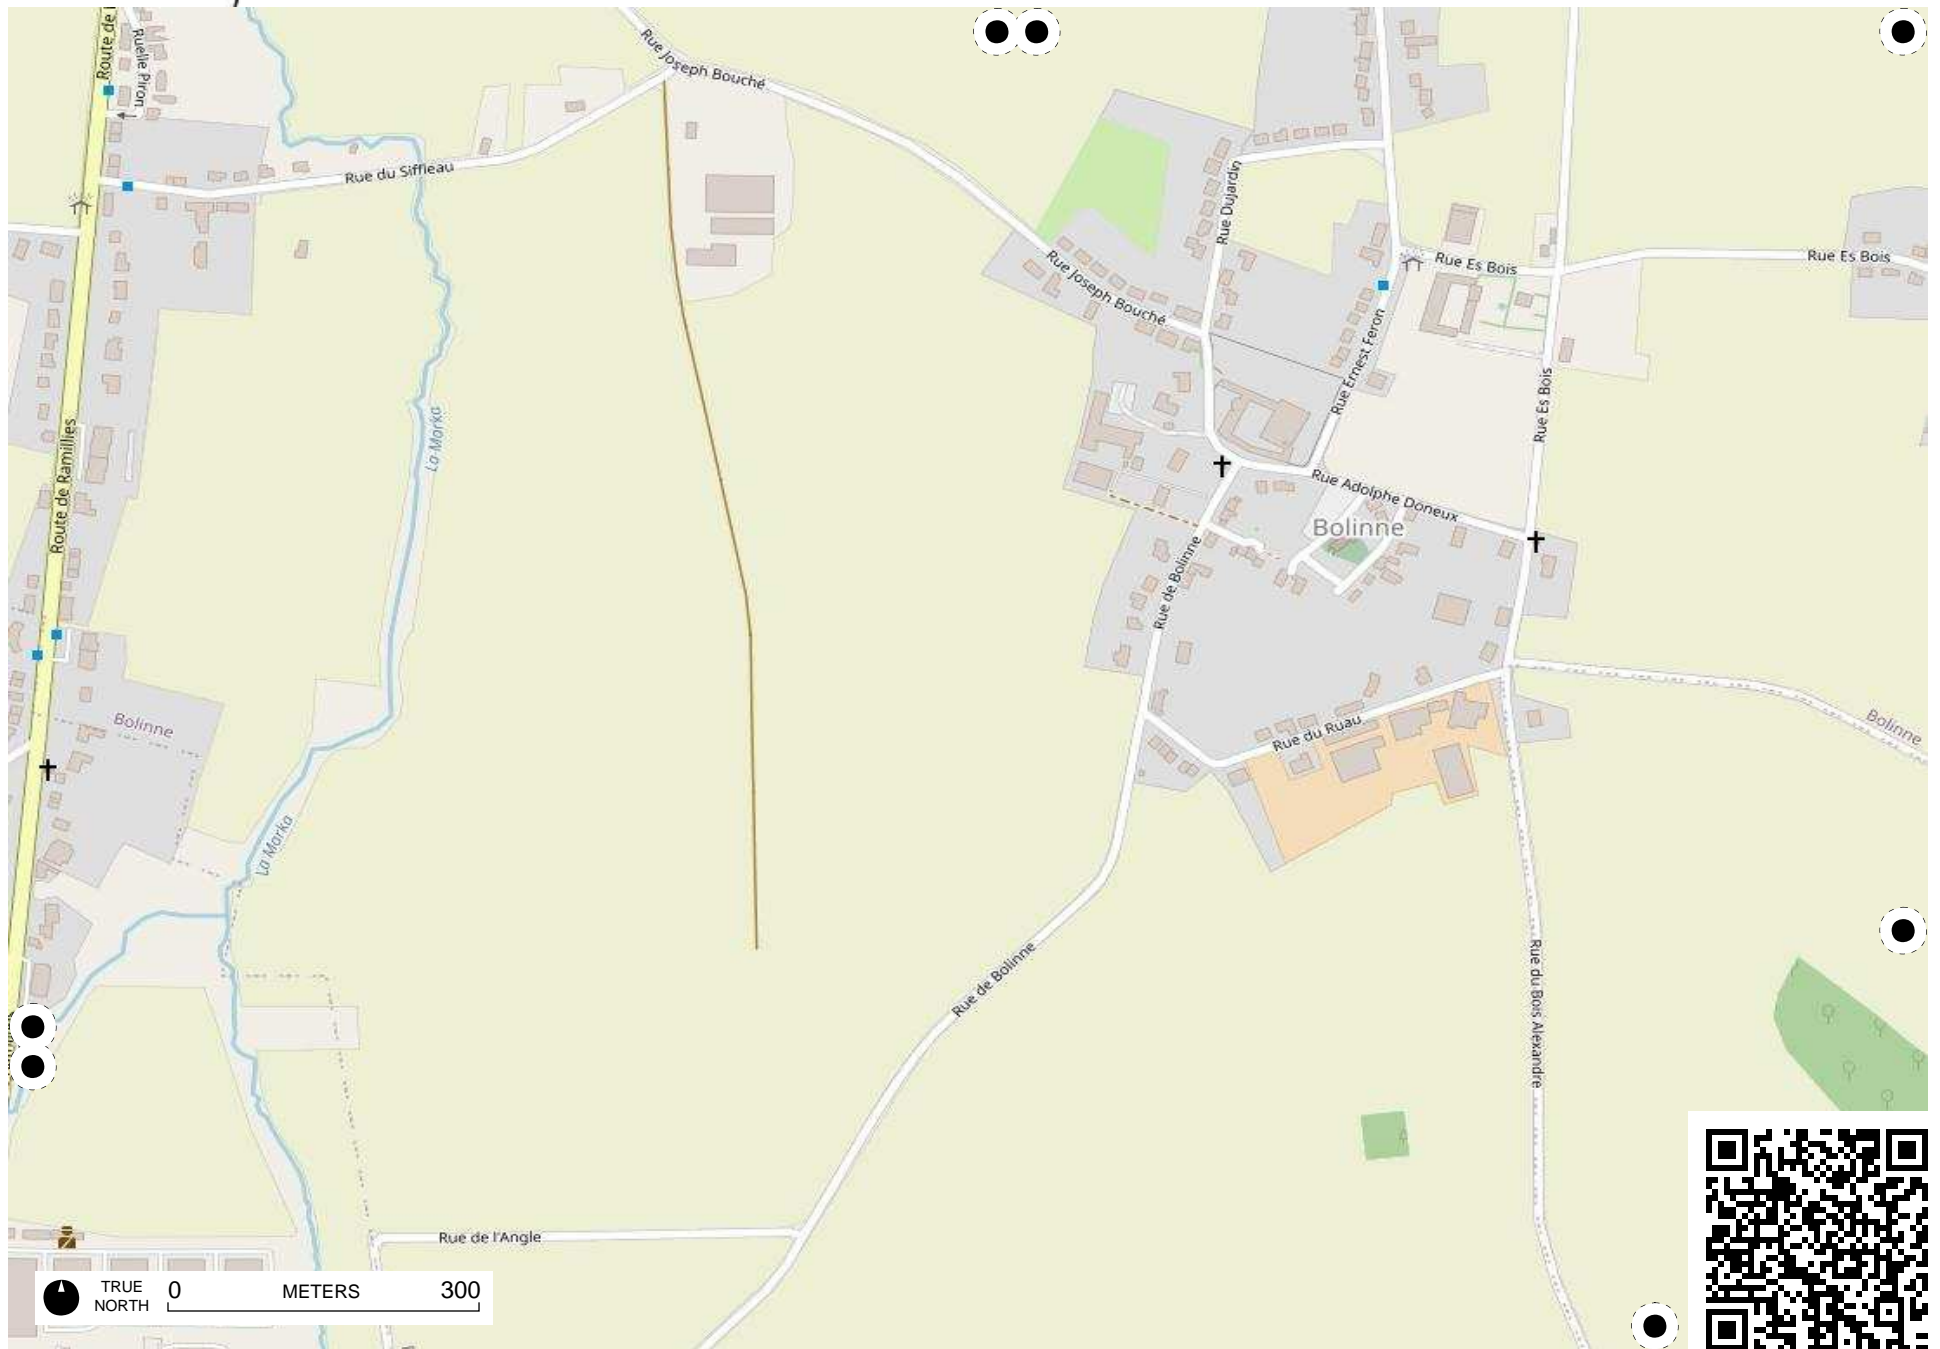 Route de
Ruelle Piron
Rue Joseph Bouché
Rue du Siffleau
Rue Dujardin
Rue Joseph Bouché
Rue Es Bois
Rue Es Bois
Rue Ernest Feron
Rue Es Bois
La Marka
Route de Ramillies
Rue Adolphe Doneux
Bolinne
Rue de Bolinne
Bolinne
Rue du Ruau
Bolinne
La Marka
Rue de Bolinne
Rue du Bois Alexandre
Rue de l'Angle
TRUE
NORTH
0 METERS 300